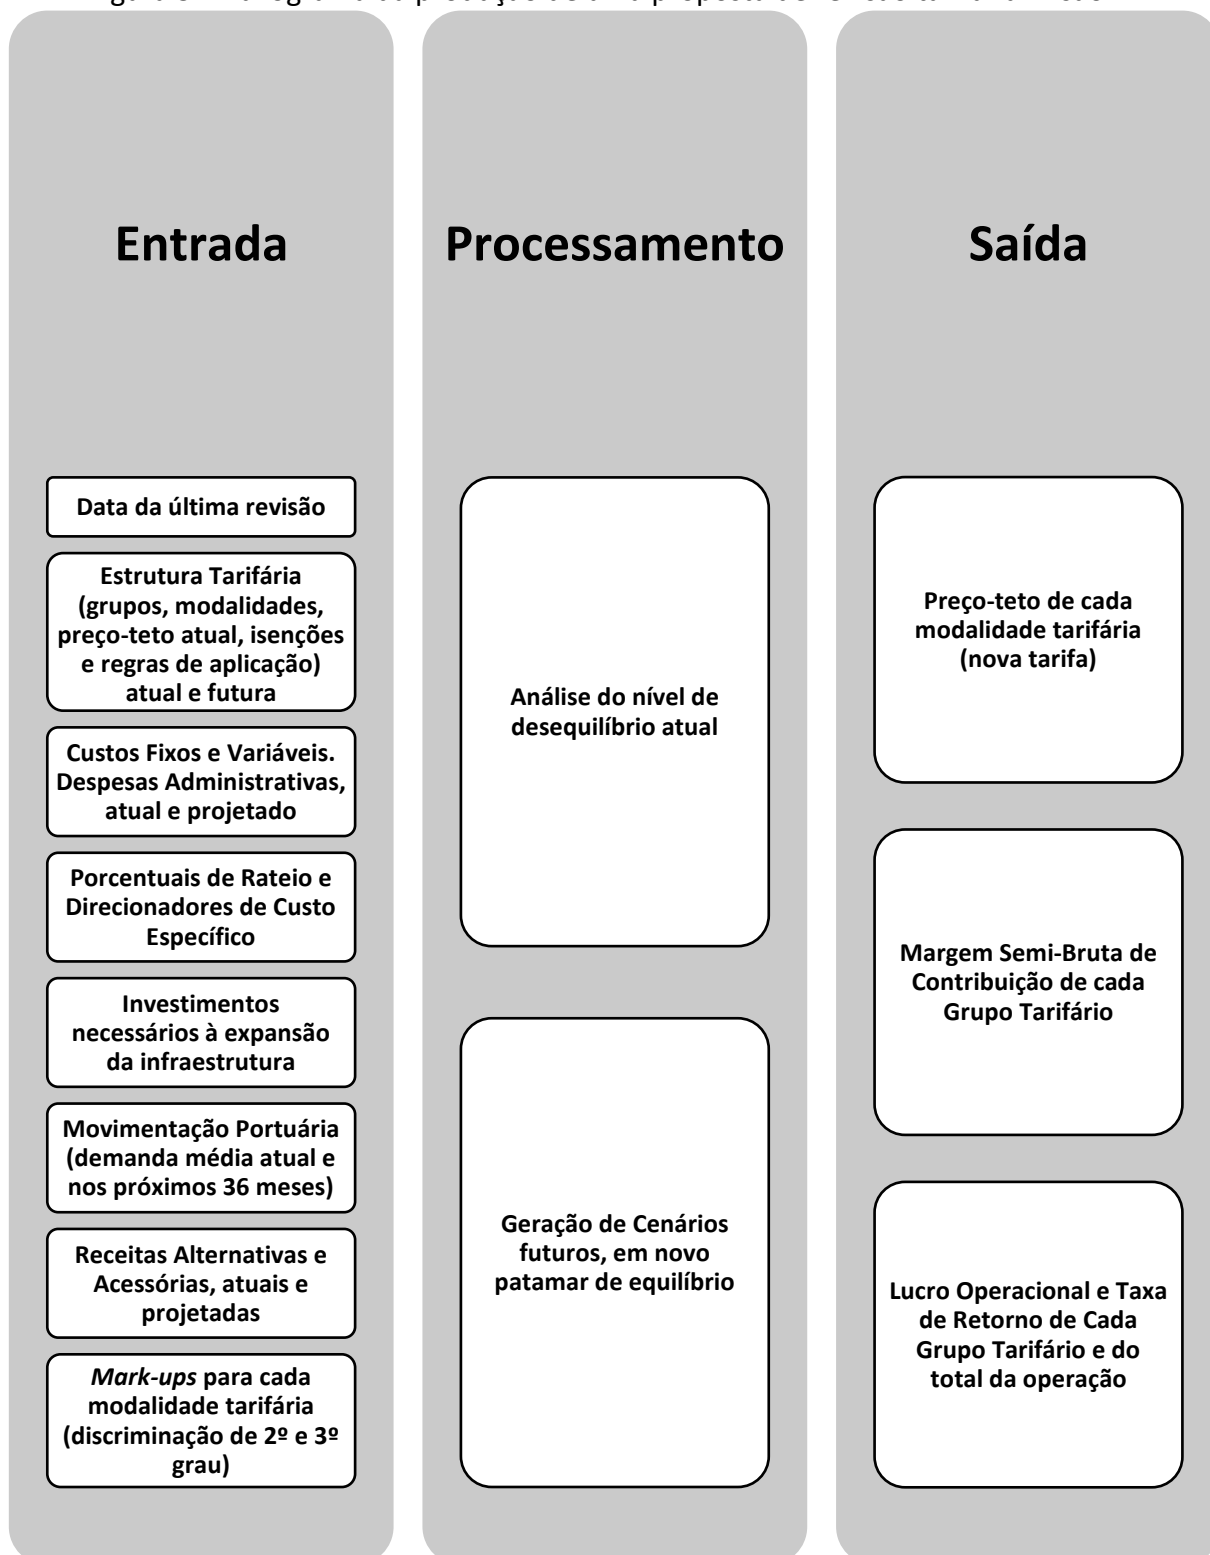 Entrada
Data da última revisão
Estrutura Tarifária
(grupos, modalidades,
preço-teto atual, isenções
e regras de aplicação)
atual e futura
Custos Fixos e Variáveis.
Despesas Administrativas,
atual e projetado
Porcentuais de Rateio e
Direcionadores de Custo
Específico
Investimentos
necessários à expansão
da infraestrutura
Movimentação Portuária
(demanda média atual e
nos próximos 36 meses)
Receitas Alternativas e
Acessórias, atuais e
projetadas
Mark-ups para cada
modalidade tarifária
(discriminação de 2º e 3º
grau)
Processamento
Análise do nível de
desequilíbrio atual
Geração de Cenários
futuros, em novo
patamar de equilíbrio
Saída
Preço-teto de cada
modalidade tarifária
(nova tarifa)
Margem Semi-Bruta de
Contribuição de cada
Grupo Tarifário
Lucro Operacional e Taxa
de Retorno de Cada
Grupo Tarifário e do
total da operação